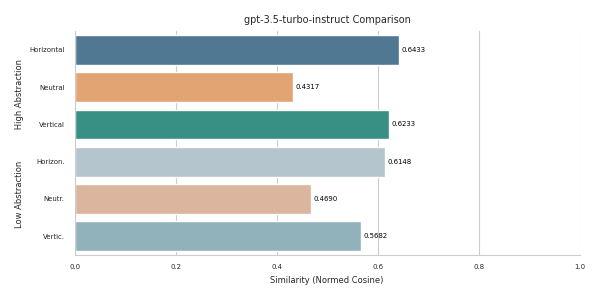 gpt-3.5-turbo-instruct Comparison
High Abstraction
Horizontal
0.6433
Neutral
0.4317
Vertical
0.6233
Low Abstraction
Horizon.
0.6148
Neutr.
0.4690
Vertic.
0.5682
0.0 0.2 0.4 0.6 0.8 1.0
Similarity (Normed Cosine)